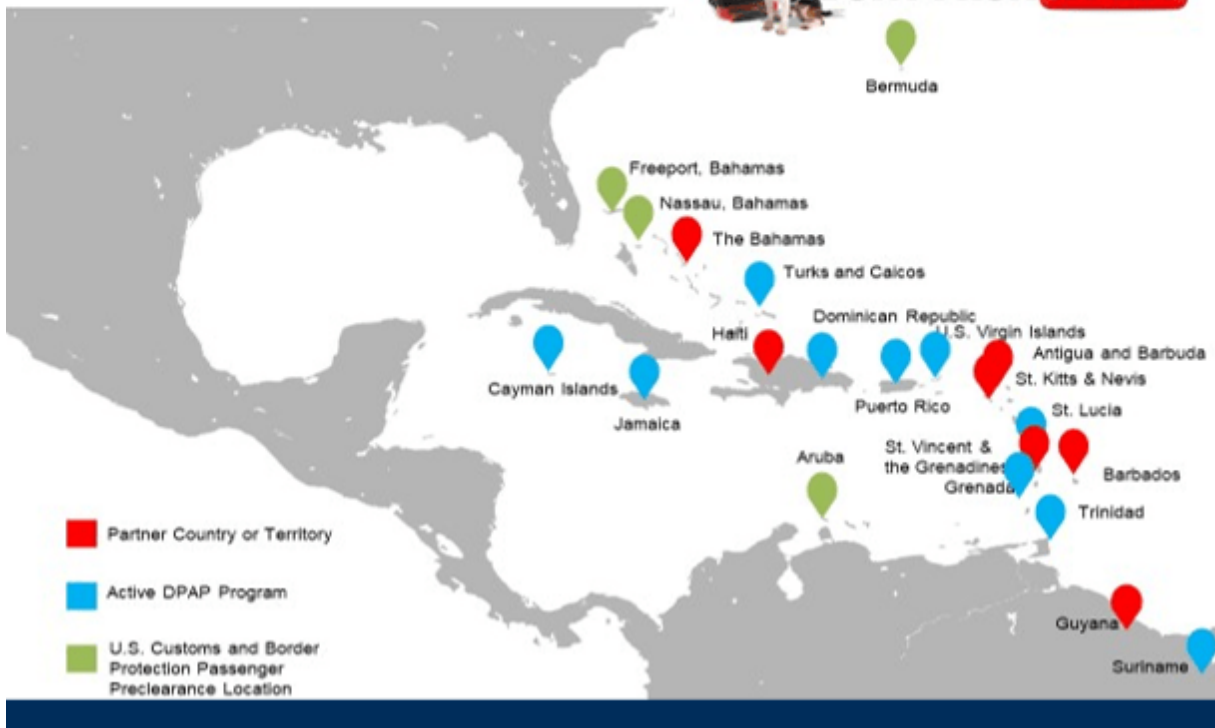 Bermuda
Freeport, Bahamas
Nassau, Bahamas
The Bahamas
Turks and Caicos
Dominican Republic
Haiti
U.S. Virgin Islands
Antigua and Barbuda
Cayman Islands
St. Kitts & Nevis
Puerto Rico
St. Lucia
Jamaica
St. Vincent &
the Grenadines
Aruba
Barbados
Grenada
Trinidad
Partner Country or Territory
Active DPAP Program
Guyana
U.S. Customs and Border
Protection Passenger
Preclearance Location
Suriname